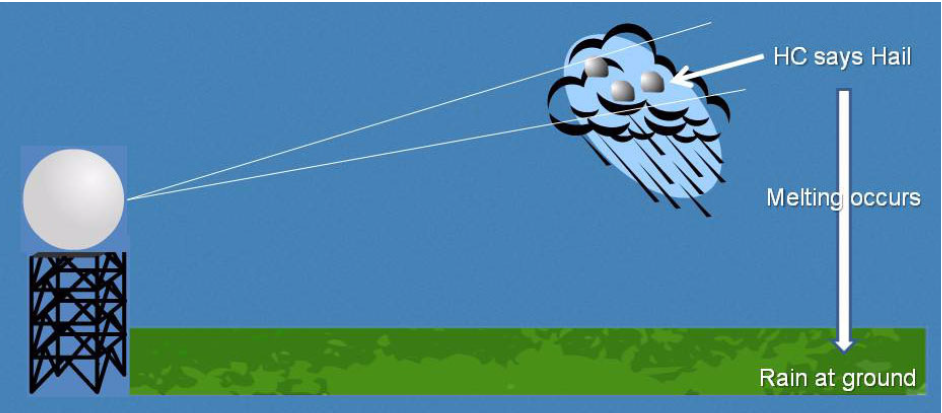 HC says Hail
Melting occurs
Rain at ground